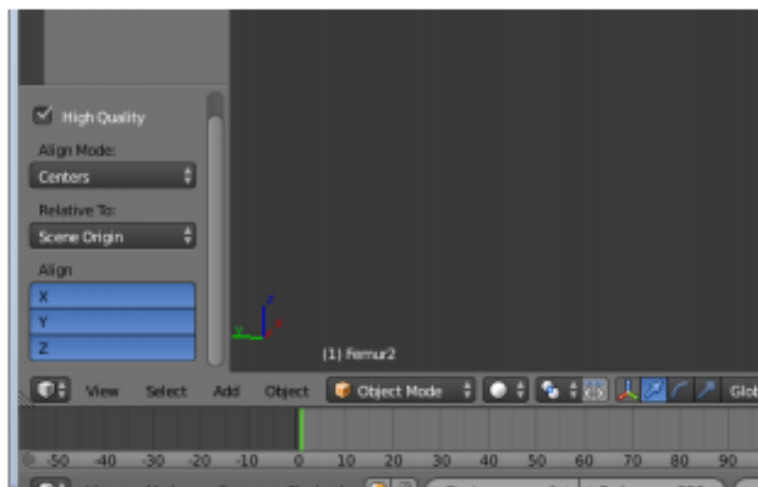 High Quality
Align Mode:
Centers
Relative To:
Scene Origin
Align
X
Y
Z
z
y x
(1) Femur2
View Select Add Object Object Mode Glob
-50 -40 -30 -20 -10 0 10 20 30 40 50 60 70 80 90